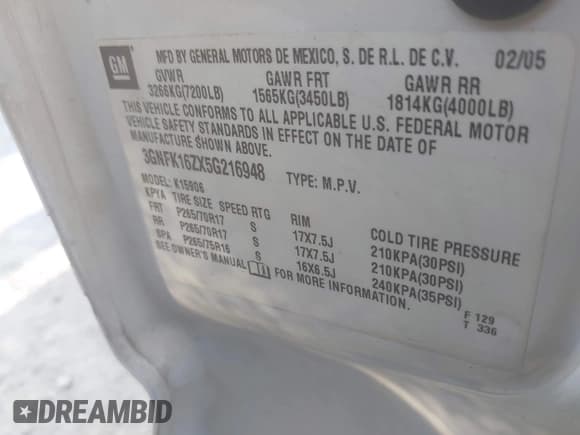 GM
MFD BY GENERAL MOTORS DE MEXICO, S. DE R.L. DE C.V. 02/05
GVWR GAWR FRT GAWR RR
3266KG(7200LB) 1565KG(3450LB) 1814KG(4000LB)
THIS VEHICLE CONFORMS TO ALL APPLICABLE U.S. FEDERAL MOTOR
VEHICLE SAFETY STANDARDS IN EFFECT ON THE DATE OF
MANUFACTURE SHOWN ABOVE.
3GNFK16ZX5G216948 TYPE: M.P.V.
MODEL: K15906
KPYA TIRE SIZE SPEED RTG RIM COLD TIRE PRESSURE
FRT P265/70R17 S 17X7.5J 210KPA(30PSI)
RR P265/70R17 S 17X7.5J 210KPA(30PSI)
SPA P265/75R16 S 16X6.5J 240KPA(35PSI)
SEE OWNER'S MANUAL FOR MORE INFORMATION.
F 129
T 336
DREAMBID